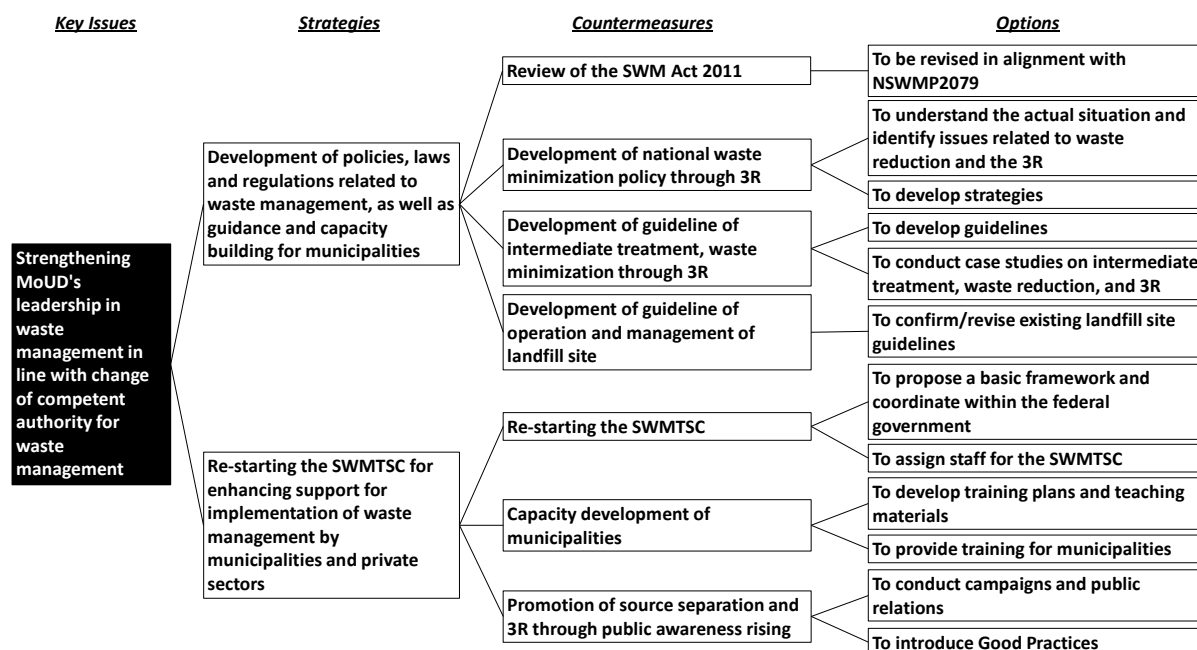 Key Issues
Strategies
Countermeasures
Options
Strengthening
MoUD's
leadership in
waste
management in
line with change
of competent
authority for
waste
management
Development of policies, laws
and regulations related to
waste management, as well as
guidance and capacity
building for municipalities
Review of the SWM Act 2011
To be revised in alignment with
NSWMP2079
Development of national waste
minimization policy through 3R
To understand the actual situation and
identify issues related to waste
reduction and the 3R
To develop strategies
Development of guideline of
intermediate treatment, waste
minimization through 3R
To develop guidelines
To conduct case studies on intermediate
treatment, waste reduction, and 3R
Development of guideline of
operation and management of
landfill site
To confirm/revise existing landfill site
guidelines
Re-starting the SWMTSC for
enhancing support for
implementation of waste
management by
municipalities and private
sectors
Re-starting the SWMTSC
To propose a basic framework and
coordinate within the federal
government
To assign staff for the SWMTSC
Capacity development of
municipalities
To develop training plans and teaching
materials
To provide training for municipalities
Promotion of source separation and
3R through public awareness rising
To conduct campaigns and public
relations
To introduce Good Practices